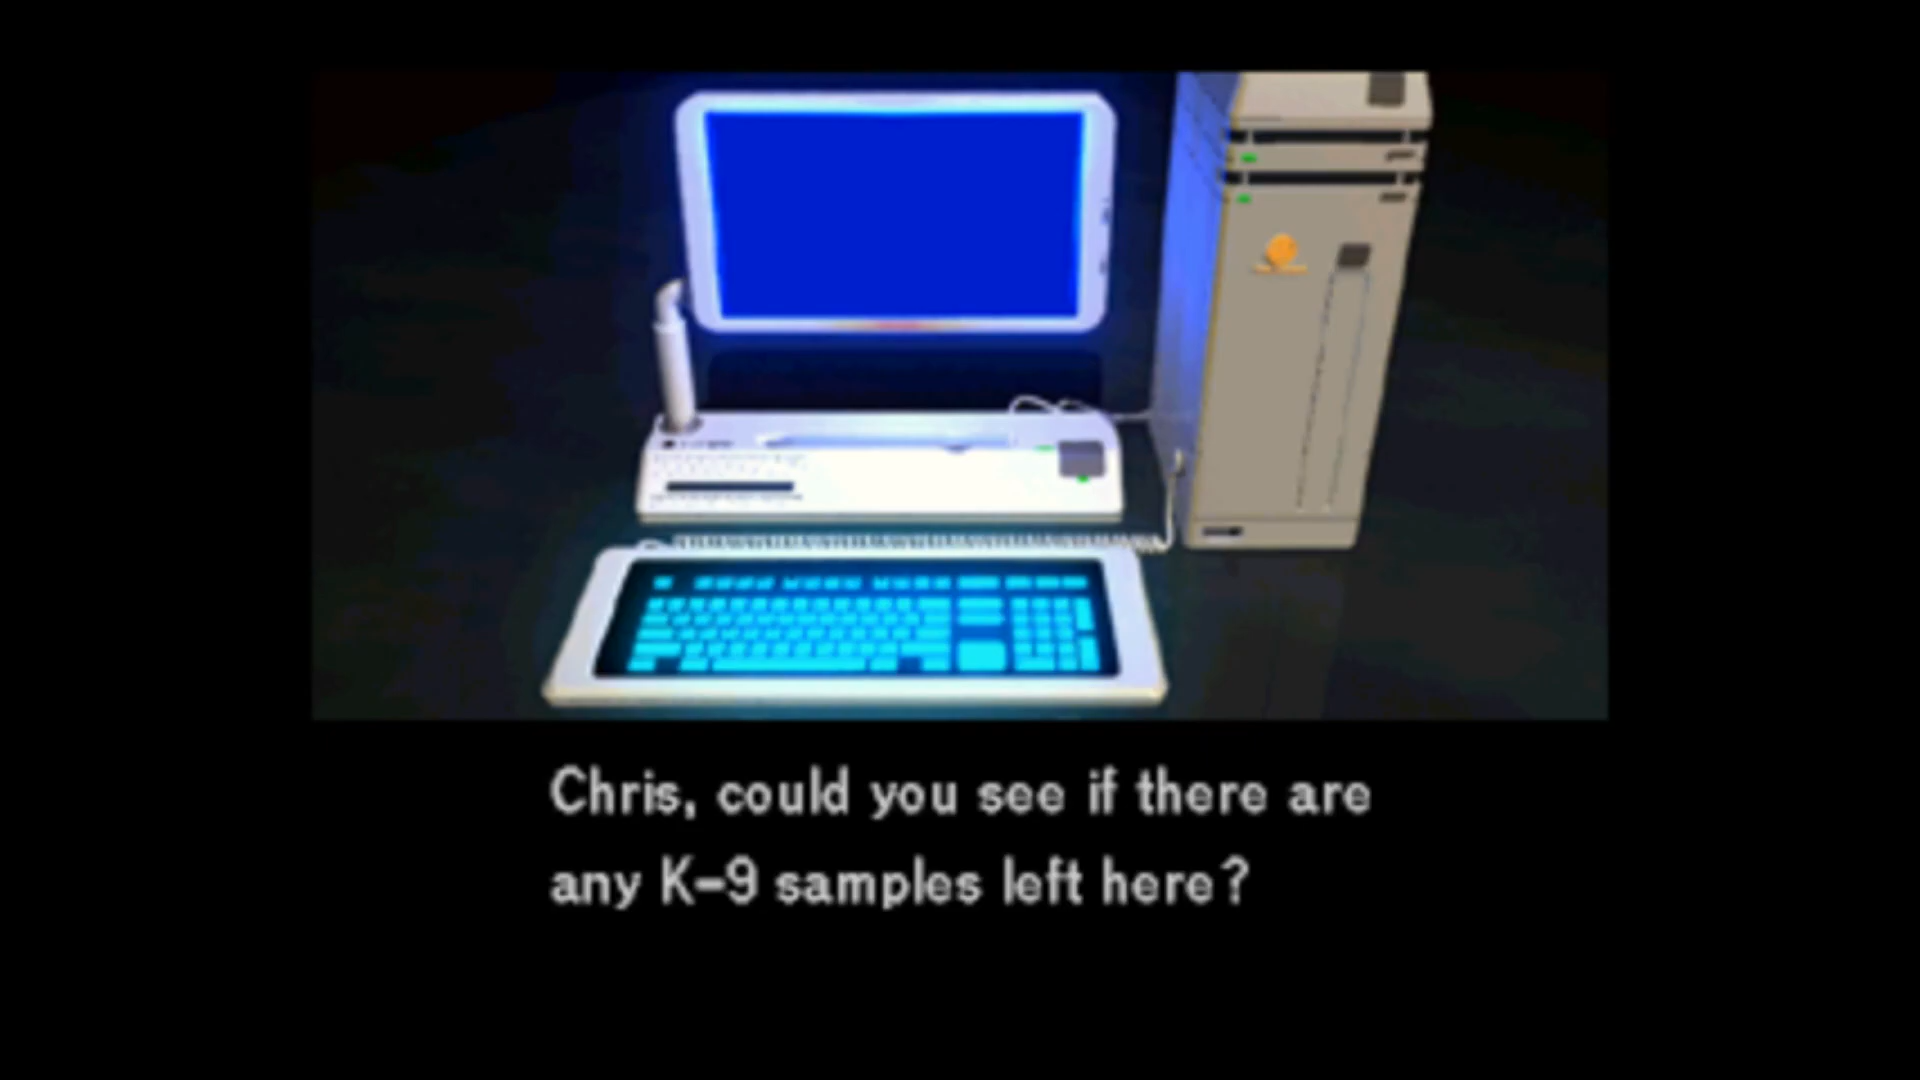 Chris, could you see if there are
any K-9 samples left here?